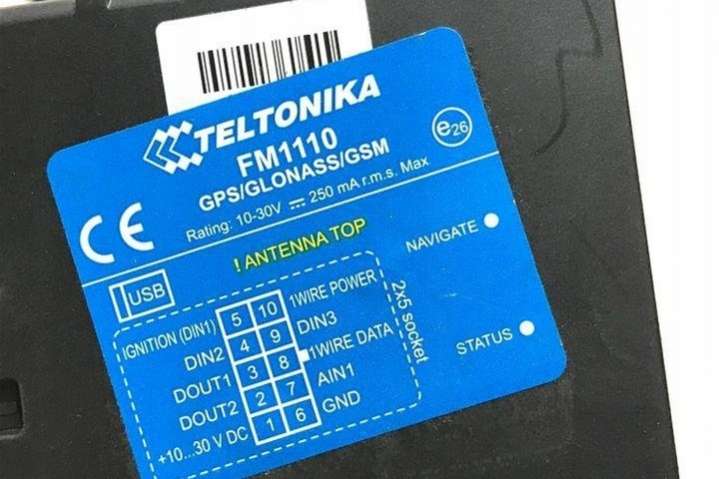 TELTONIKA
FM1110
GPS/GLONASS/GSM
Rating: 10-30V ⎓ 250 mA r.m.s. Max
e26
CE
! ANTENNA TOP
NAVIGATE
USB
STATUS
2x5 socket
IGNITION (DIN1) 5 10 1WIRE POWER
DIN2 4 9 DIN3
DOUT1 3 8 1WIRE DATA
DOUT2 2 7 AIN1
+10...30 V DC 1 6 GND